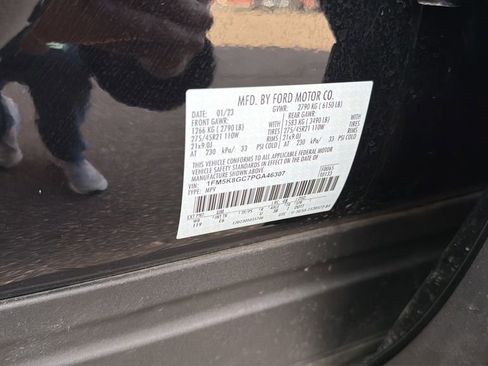 MFD. BY FORD MOTOR CO.
DATE: 01/23 GVWR: 2790 KG ( 6150 LB)
FRONT GAWR: REAR GAWR:
1266 KG ( 2790 LB) WITH 1583 KG ( 3490 LB) WITH
275/45R21 110W TIRES 275/45R21 110W TIRES
21x9.0J RIMS 21x9.0J RIMS
AT 230 kPa/ 33 PSI COLD AT 230 kPa/ 33 PSI COLD
THIS VEHICLE CONFORMS TO ALL APPLICABLE FEDERAL MOTOR
VEHICLE SAFETY STANDARDS IN EFFECT ON THE DATE OF
MANUFACTURE SHOWN ABOVE.
VIN: 1FM5K8GC7PGA46307
TYPE: MPV
119